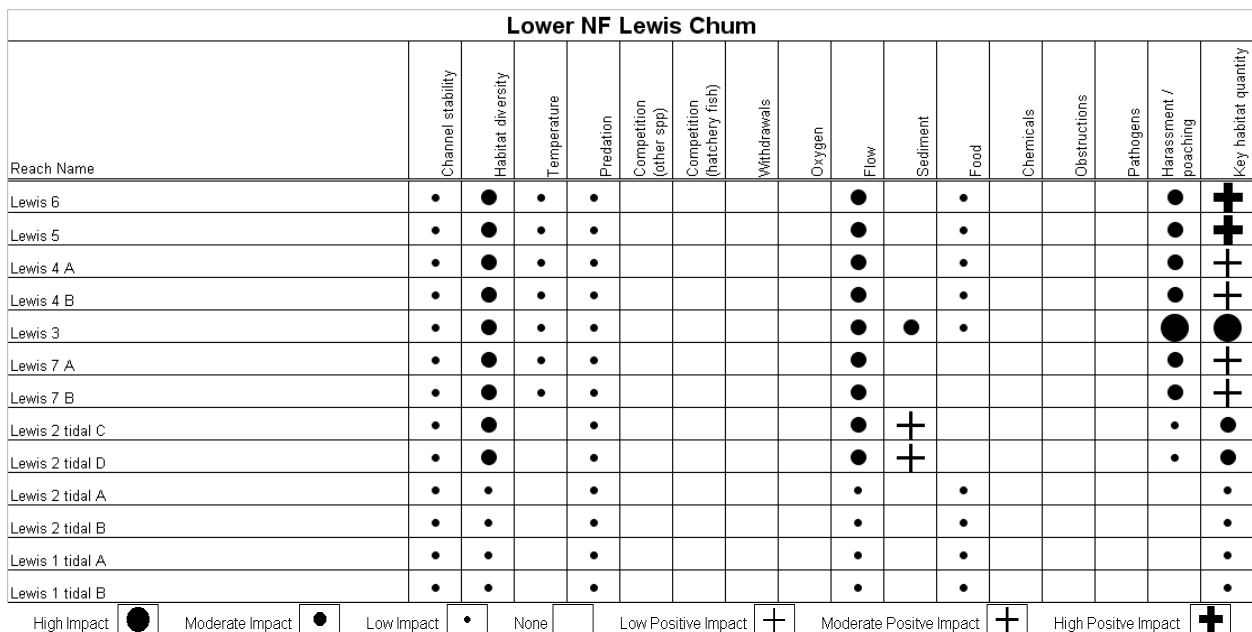 Lower NF Lewis Chum
Reach Name
Channel stability
Habitat diversity
Temperature
Predation
Competition
(other spp)
Competition
(hatchery fish)
Withdrawals
Oxygen
Flow
Sediment
Food
Chemicals
Obstructions
Pathogens
Harassment /
poaching
Key habitat quantity
Lewis 6
Lewis 5
Lewis 4 A
Lewis 4 B
Lewis 3
Lewis 7 A
Lewis 7 B
Lewis 2 tidal C
Lewis 2 tidal D
Lewis 2 tidal A
Lewis 2 tidal B
Lewis 1 tidal A
Lewis 1 tidal B
High Impact Moderate Impact Low Impact None Low Positive Impact Moderate Positve Impact High Positve Impact